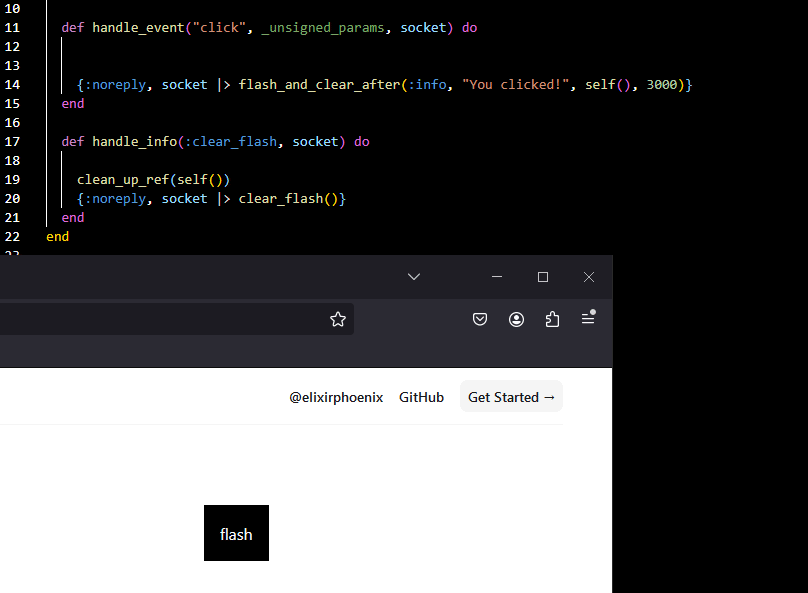 10
11 def handle_event("click", _unsigned_params, socket) do
12
13
14 {:noreply, socket |> flash_and_clear_after(:info, "You clicked!", self(), 3000)}
15 end
16
17 def handle_info(:clear_flash, socket) do
18
19 clean_up_ref(self())
20 {:noreply, socket |> clear_flash()}
21 end
22 end
23
@elixirphoenix GitHub Get Started →
flash